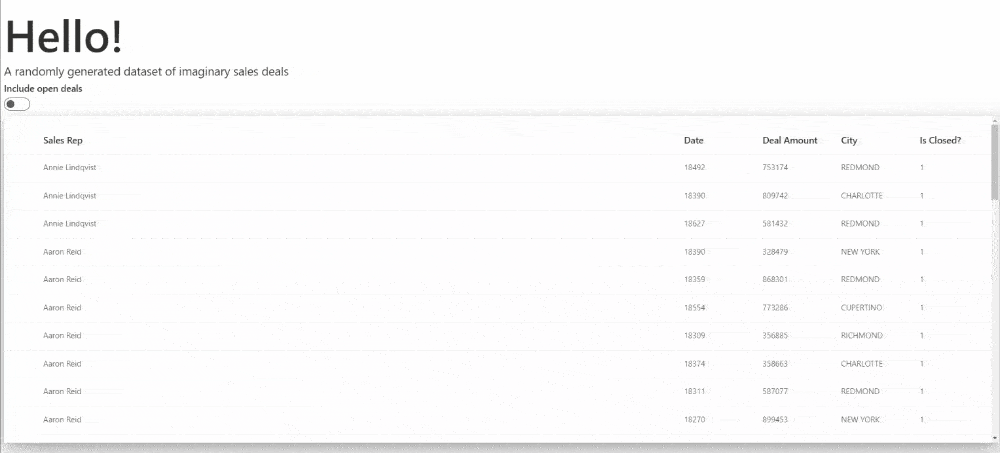 Hello!
A randomly generated dataset of imaginary sales deals
Include open deals
Sales Rep Date Deal Amount City Is Closed?
Annie Lindqvist 18492 753174 REDMOND 1
Annie Lindqvist 18390 809742 CHARLOTTE 1
Annie Lindqvist 18627 581432 REDMOND 1
Aaron Reid 18390 328479 NEW YORK 1
Aaron Reid 18359 868301 REDMOND 1
Aaron Reid 18554 773286 CUPERTINO 1
Aaron Reid 18309 356885 RICHMOND 1
Aaron Reid 18374 358663 CHARLOTTE 1
Aaron Reid 18311 587077 REDMOND 1
Aaron Reid 18270 899453 NEW YORK 1